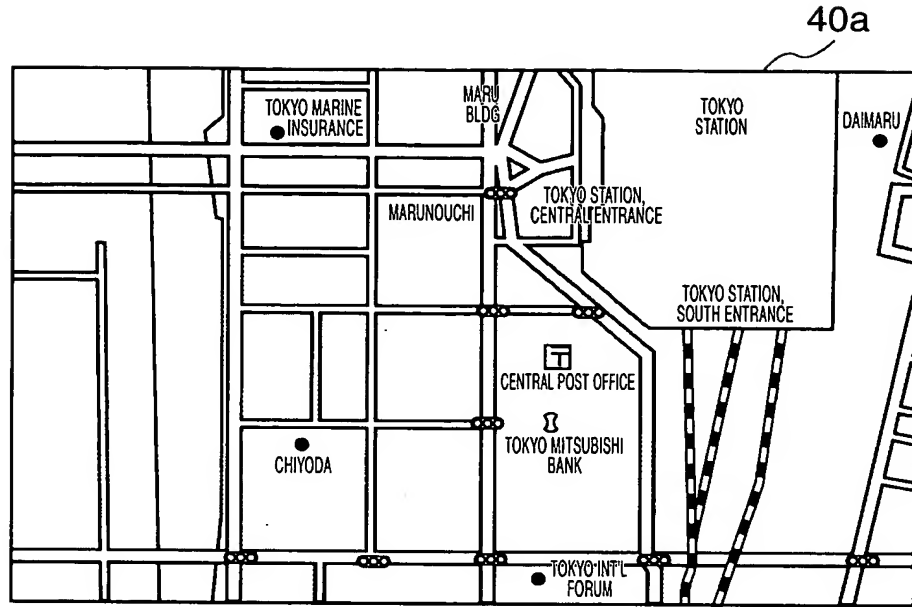 40a
TOKYO MARINE
INSURANCE
MARU
BLDG
TOKYO
STATION
DAIMARU
MARUNOUCHI
TOKYO STATION,
CENTRAL ENTRANCE
TOKYO STATION,
SOUTH ENTRANCE
CENTRAL POST OFFICE
TOKYO MITSUBISHI
BANK
CHIYODA
TOKYO INT'L
FORUM